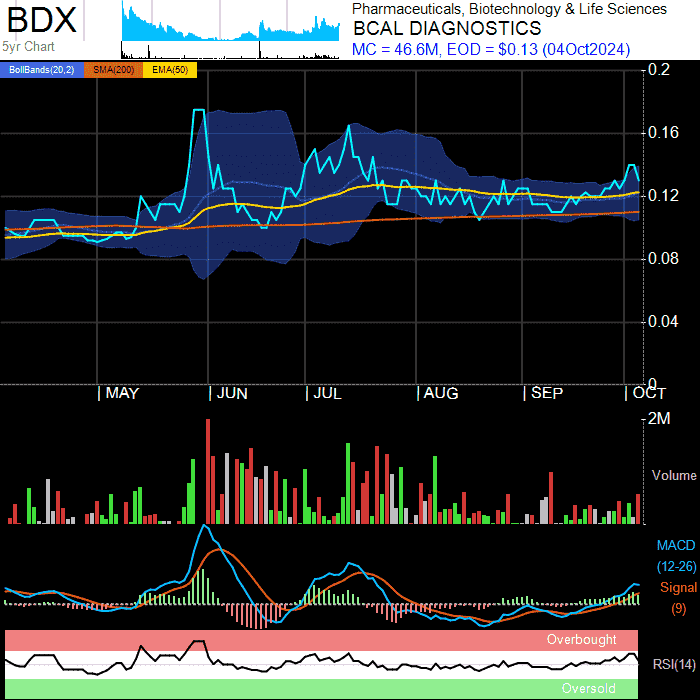 BDX
5yr Chart
Pharmaceuticals, Biotechnology & Life Sciences
BCAL DIAGNOSTICS
MC = 46.6M, EOD = $0.13 (04Oct2024)
BollBands(20,2) SMA(200) EMA(50)
0.2
0.16
0.12
0.08
0.04
0
MAY JUN JUL AUG SEP OCT
2M
Volume
MACD
(12-26)
Signal
(9)
Overbought
RSI(14)
Oversold